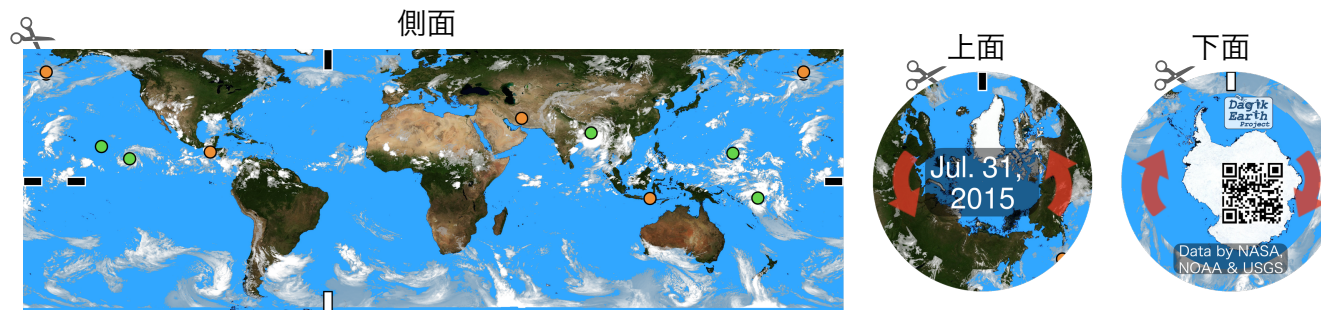 側面
上面
下面
Jul. 31,
2015
Dagik
Earth
Project
Data by NASA,
NOAA & USGS